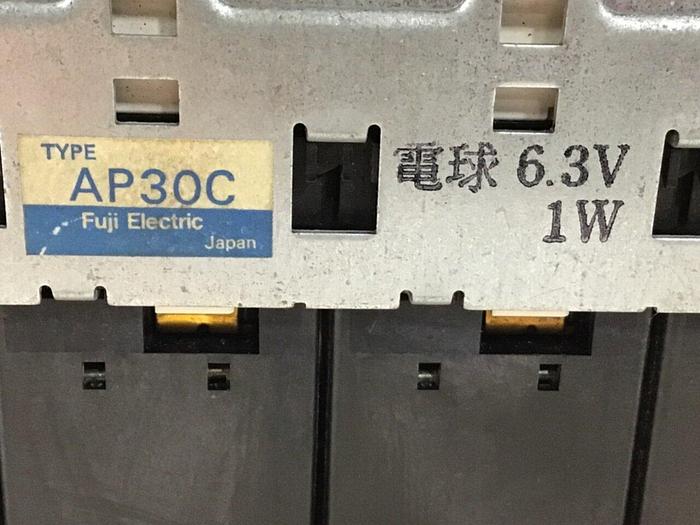 TYPE
AP30C
Fuji Electric
Japan
電球 6.3V
1W